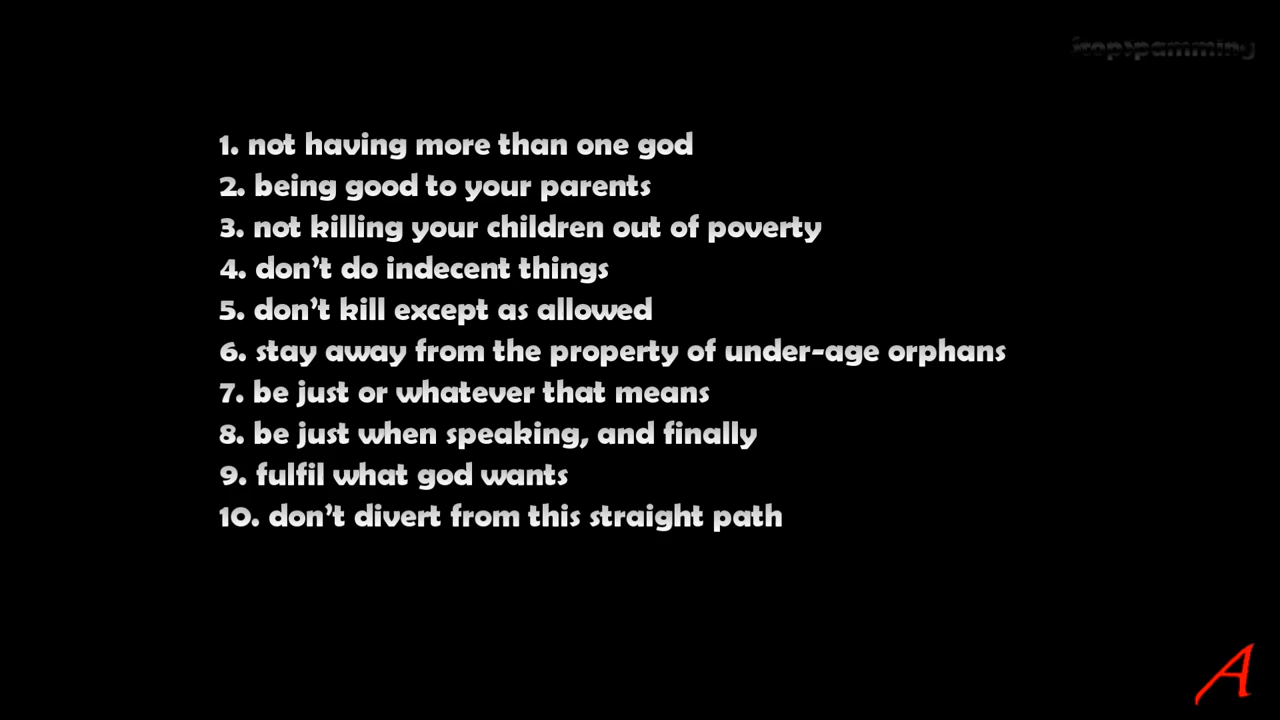 stopspamming
1. not having more than one god
2. being good to your parents
3. not killing your children out of poverty
4. don't do indecent things
5. don't kill except as allowed
6. stay away from the property of under-age orphans
7. be just or whatever that means
8. be just when speaking, and finally
9. fulfil what god wants
10. don't divert from this straight path
A